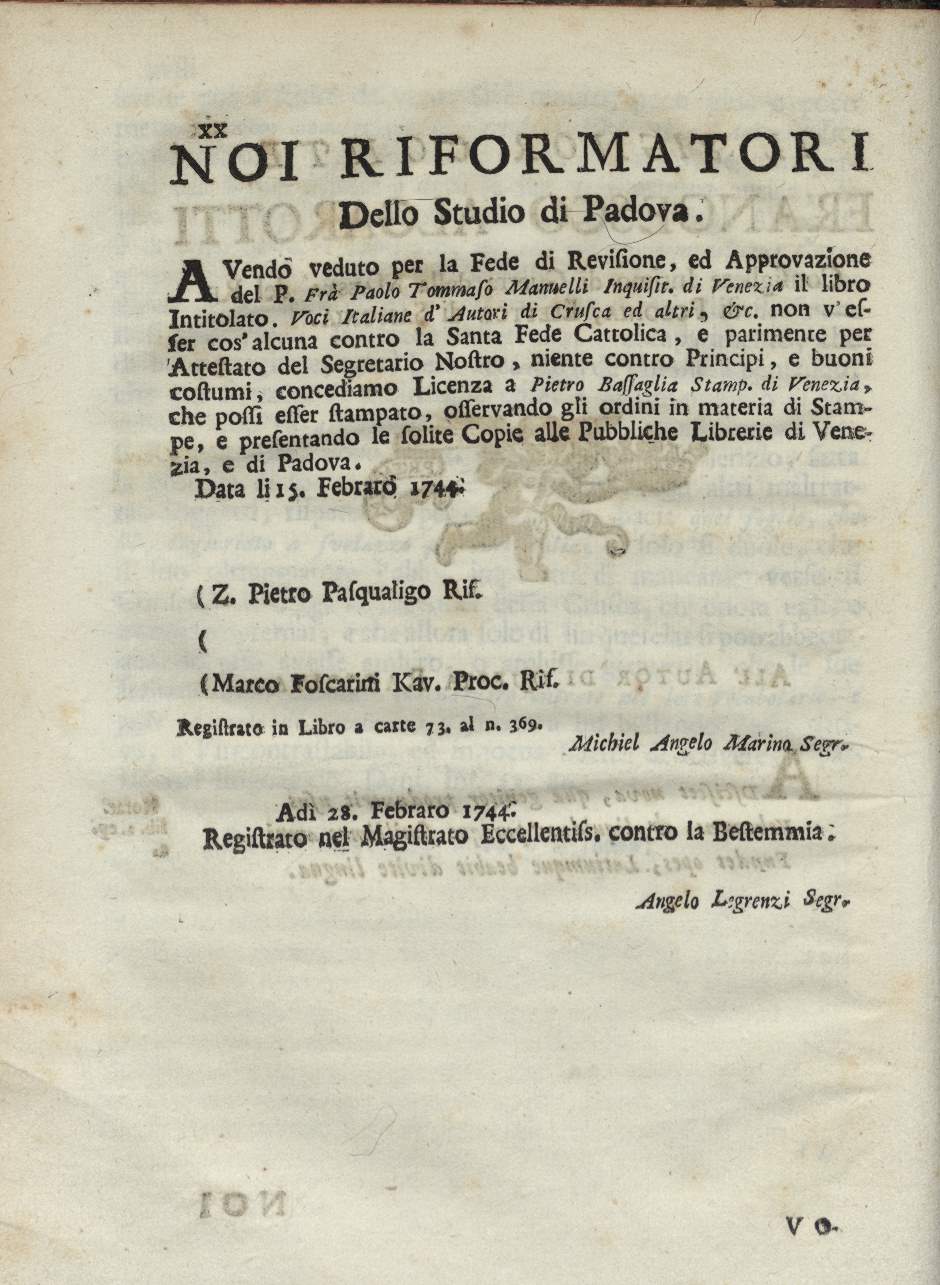 XX
NOI RIFORMATORI
Dello Studio di Padova.
AVendo veduto per la Fede di Reviſione, ed Approvazione
del P. Frà Paolo Tommaſo Manuelli Inquiſit. di Venezia il libro
Intitolato. Voci Italiane d' Autori di Cruſca ed altri, &c. non v' eſ-
ſer cos' alcuna contro la Santa Fede Cattolica, e parimente per
Atteſtato del Segretario Noſtro, niente contro Principi, e buoni
coſtumi, concediamo Licenza a Pietro Baſſaglia Stamp. di Venezia,
che poſſi eſſer ſtampato, oſſervando gli ordini in materia di Stam-
pe, e preſentando le ſolite Copie alle Pubbliche Librerie di Vene-
zia, e di Padova.
Data li 15. Febraro 1744.
( Z. Pietro Paſqualigo Rif.
(
( Marco Foſcarini Kav. Proc. Rif.
Regiſtrato in Libro a carte 73. al n. 369.
Michiel Angelo Marino Segr.
Adì 28. Febraro 1744.
Regiſtrato nel Magiſtrato Eccellentiſs. contro la Beſtemmia.
Angelo Legrenzi Segr.
VO-